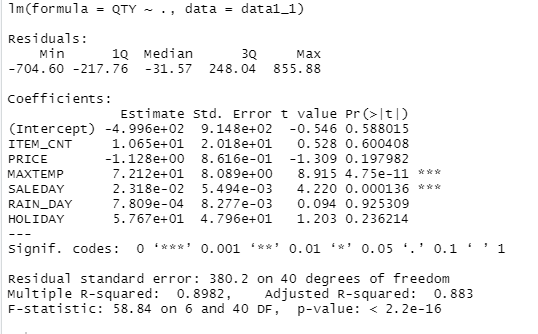 lm(formula = QTY ~ ., data = data1_1)
Residuals:
Min 1Q Median 3Q Max
-704.60 -217.76 -31.57 248.04 855.88
Coefficients:
Estimate Std. Error t value Pr(>|t|)
(Intercept) -4.996e+02 9.148e+02 -0.546 0.588015
ITEM_CNT 1.065e+01 2.018e+01 0.528 0.600408
PRICE -1.128e+00 8.616e-01 -1.309 0.197982
MAXTEMP 7.212e+01 8.089e+00 8.915 4.75e-11 ***
SALEDAY 2.318e-02 5.494e-03 4.220 0.000136 ***
RAIN_DAY 7.809e-04 8.277e-03 0.094 0.925309
HOLIDAY 5.767e+01 4.796e+01 1.203 0.236214
---
Signif. codes: 0 ‘***’ 0.001 ‘**’ 0.01 ‘*’ 0.05 ‘.’ 0.1 ‘ ’ 1
Residual standard error: 380.2 on 40 degrees of freedom
Multiple R-squared: 0.8982, Adjusted R-squared: 0.883
F-statistic: 58.84 on 6 and 40 DF, p-value: < 2.2e-16